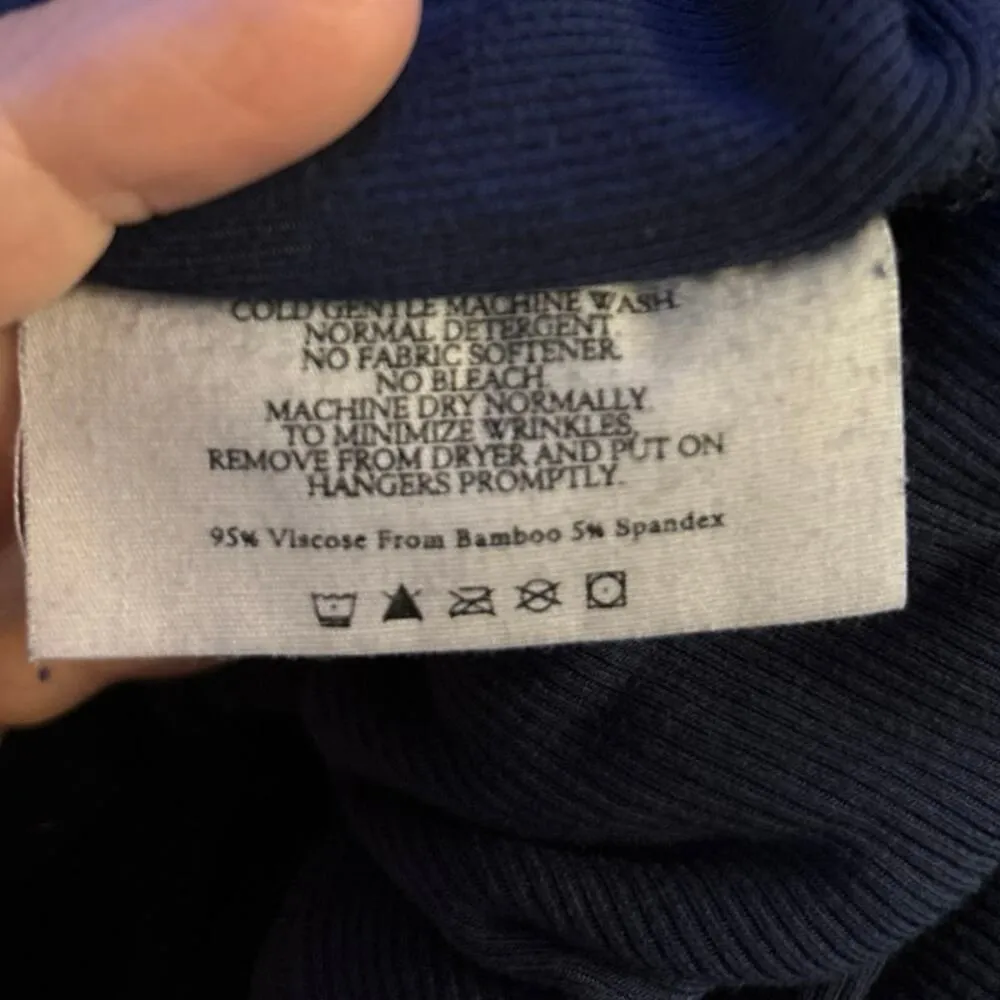 COLD GENTLE MACHINE WASH.
NORMAL DETERGENT.
NO FABRIC SOFTENER.
NO BLEACH.
MACHINE DRY NORMALLY.
TO MINIMIZE WRINKLES,
REMOVE FROM DRYER AND PUT ON
HANGERS PROMPTLY.
95% Viscose From Bamboo 5% Spandex